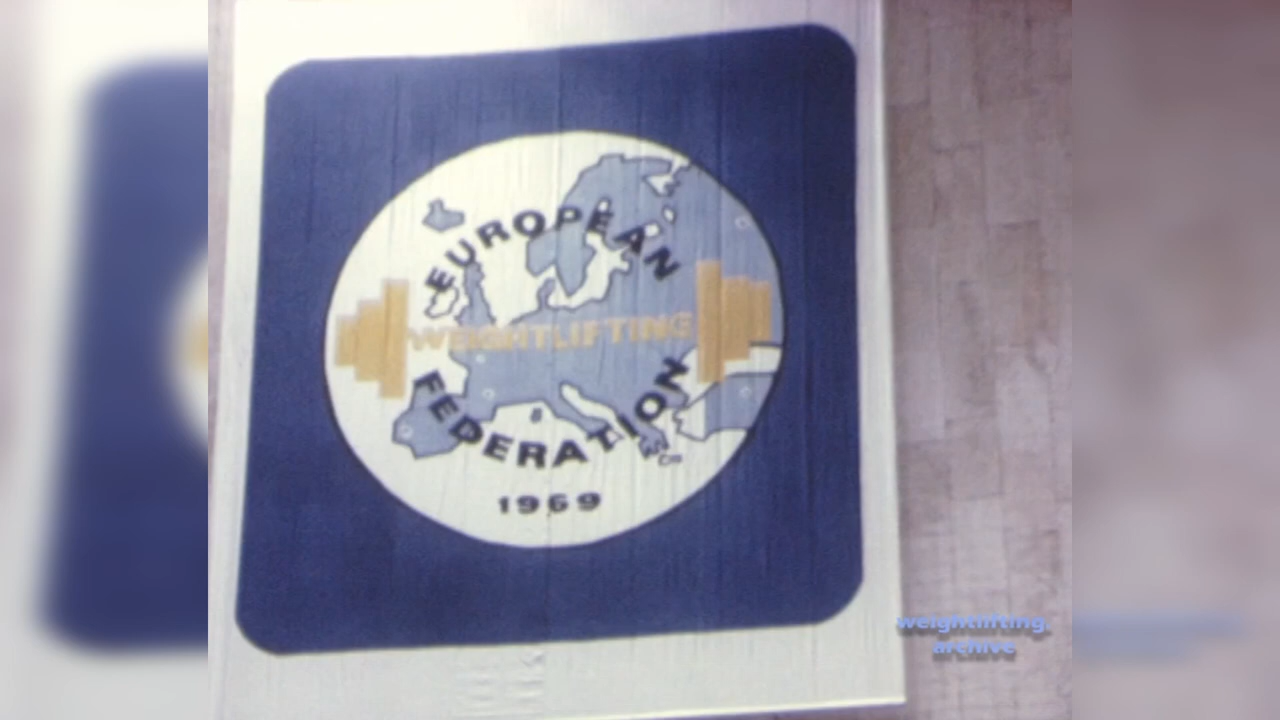 EUROPEAN
WEIGHTLIFTING
FEDERATION
1969
weightlifting
archive